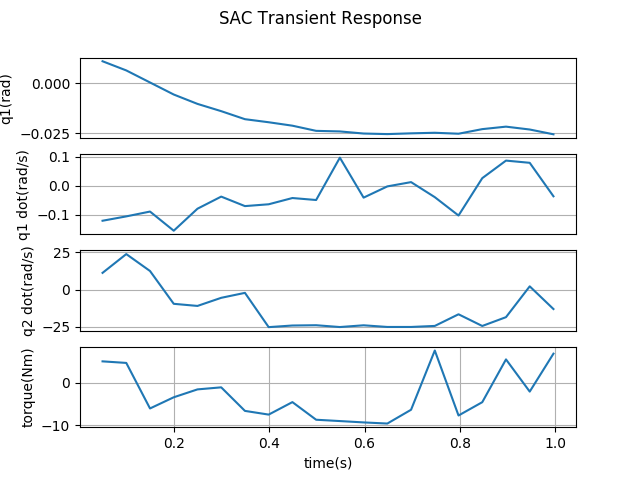 SAC Transient Response
q1(rad)
0.000
−0.025
q1 dot(rad/s)
0.1
0.0
−0.1
q2 dot(rad/s)
25
0
−25
torque(Nm)
0
−10
0.2 0.4 0.6 0.8 1.0
time(s)